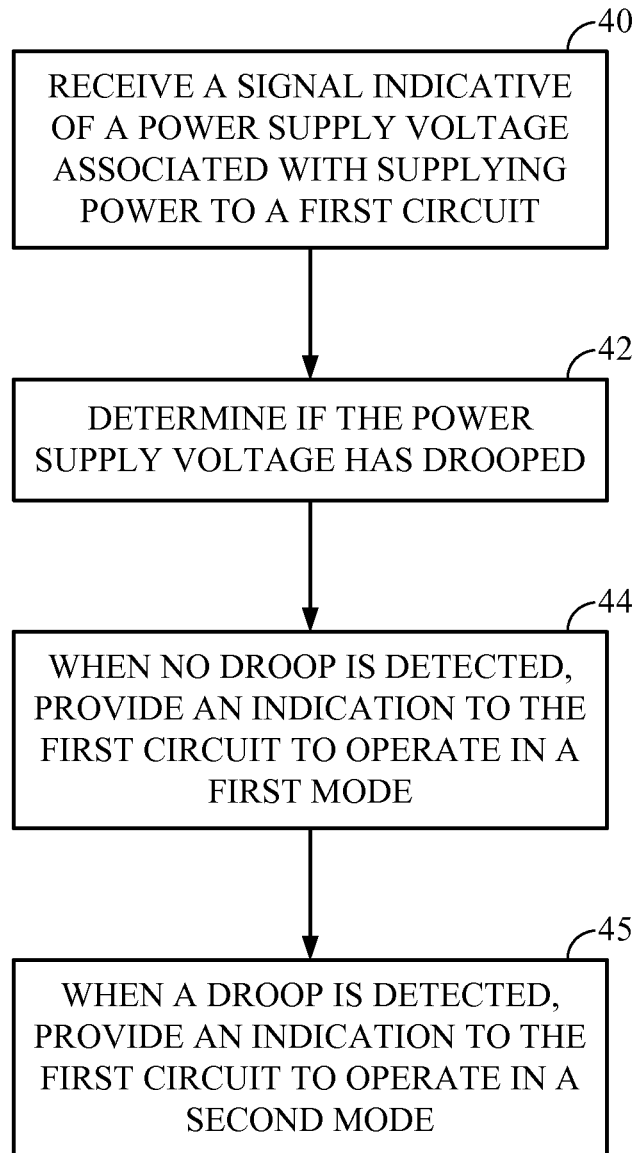 40
RECEIVE A SIGNAL INDICATIVE
OF A POWER SUPPLY VOLTAGE
ASSOCIATED WITH SUPPLYING
POWER TO A FIRST CIRCUIT
42
DETERMINE IF THE POWER
SUPPLY VOLTAGE HAS DROOPED
44
WHEN NO DROOP IS DETECTED,
PROVIDE AN INDICATION TO THE
FIRST CIRCUIT TO OPERATE IN A
FIRST MODE
45
WHEN A DROOP IS DETECTED,
PROVIDE AN INDICATION TO THE
FIRST CIRCUIT TO OPERATE IN A
SECOND MODE